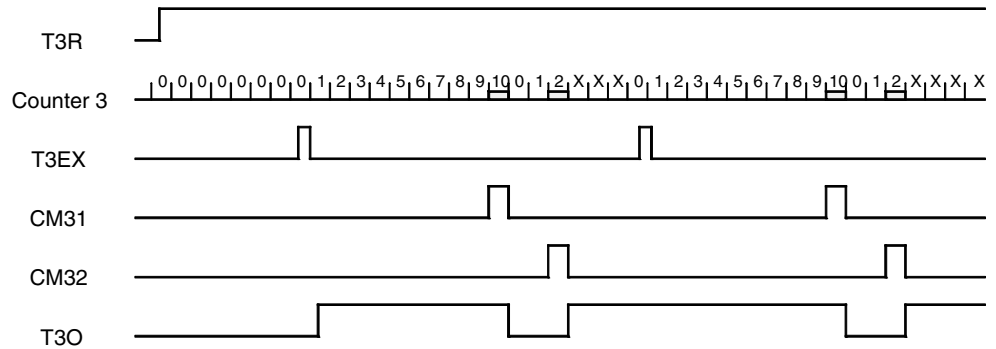 T3R
Counter 3 0 0 0 0 0 0 0 0 1 2 3 4 5 6 7 8 9 10 0 1 2 X X X 0 1 2 3 4 5 6 7 8 9 10 0 1 2 X X X X
T3EX
CM31
CM32
T3O